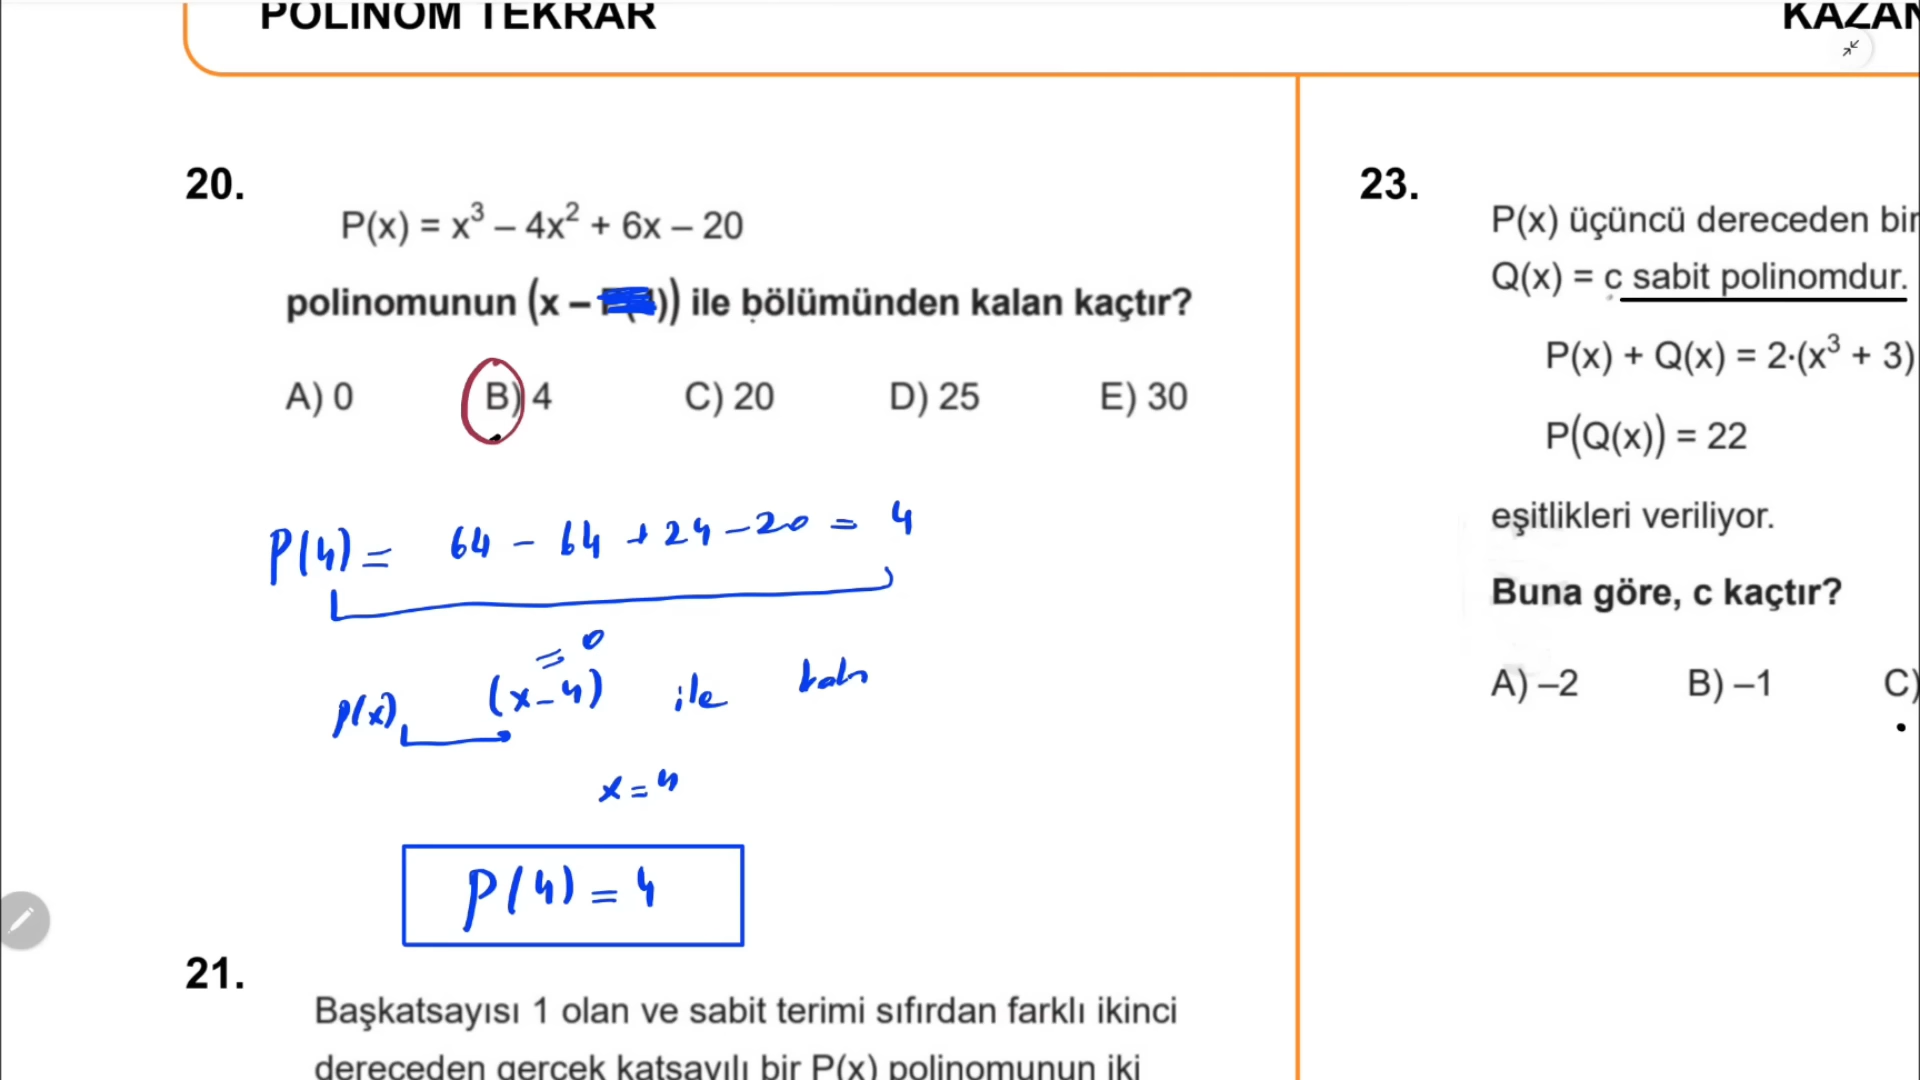 POLİNOM TEKRAR
KAZAN
20.
P(x) = x³ – 4x² + 6x – 20
polinomunun (x – )) ile bölümünden kalan kaçtır?
A) 0 B) 4 C) 20 D) 25 E) 30
P(4) = 64 – 64 + 24 – 20 = 4
= 0
P(x) (x–4) ile kalan
x = 4
P(4) = 4
21.
Başkatsayısı 1 olan ve sabit terimi sıfırdan farklı ikinci
dereceden gerçek katsayılı bir P(x) polinomunun iki
23.
P(x) üçüncü dereceden bir
Q(x) = c sabit polinomdur.
P(x) + Q(x) = 2·(x³ + 3)
P(Q(x)) = 22
eşitlikleri veriliyor.
Buna göre, c kaçtır?
A) –2 B) –1 C)